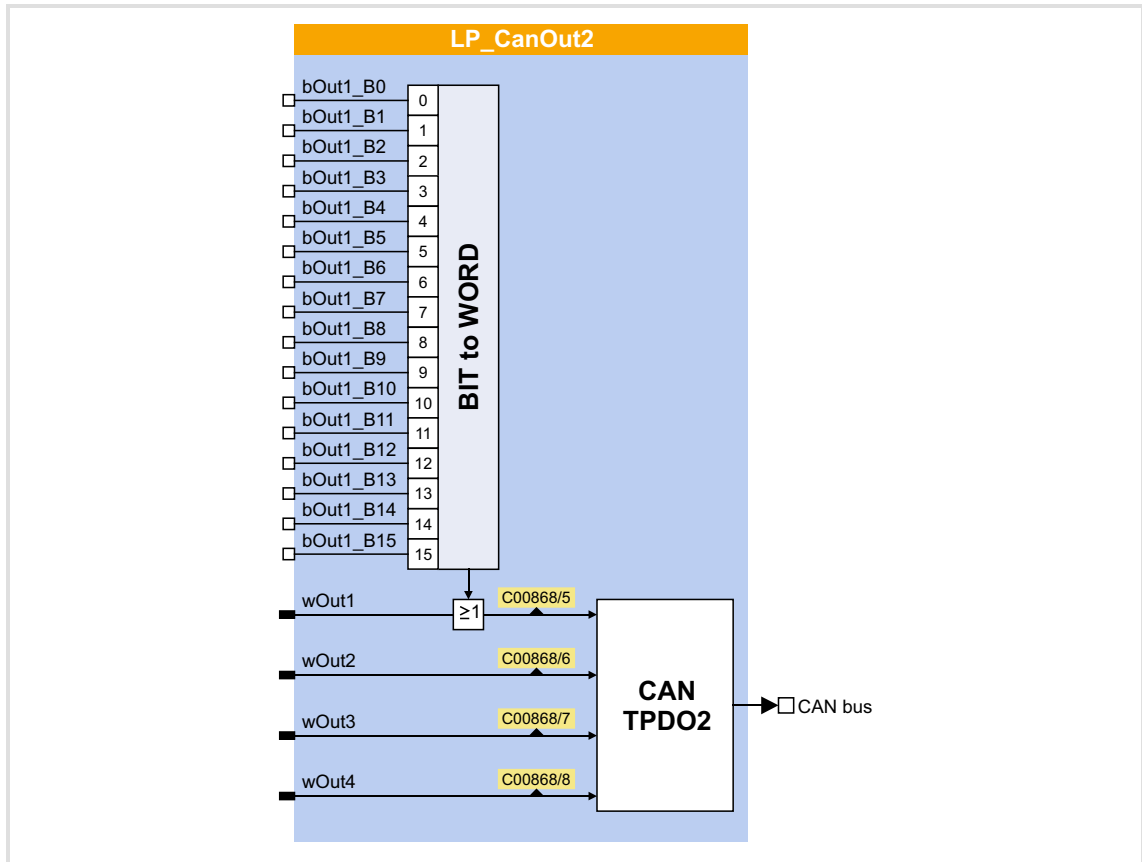 LP_CanOut2
bOut1_B0
0
bOut1_B1
1
bOut1_B2
2
bOut1_B3
3
bOut1_B4
4
bOut1_B5
5
bOut1_B6
6
bOut1_B7
7
bOut1_B8
8
bOut1_B9
9
bOut1_B10
10
bOut1_B11
11
bOut1_B12
12
bOut1_B13
13
bOut1_B14
14
bOut1_B15
15
BIT to WORD
wOut1
≥1
C00868/5
wOut2
C00868/6
wOut3
C00868/7
wOut4
C00868/8
CAN
TPDO2
CAN bus